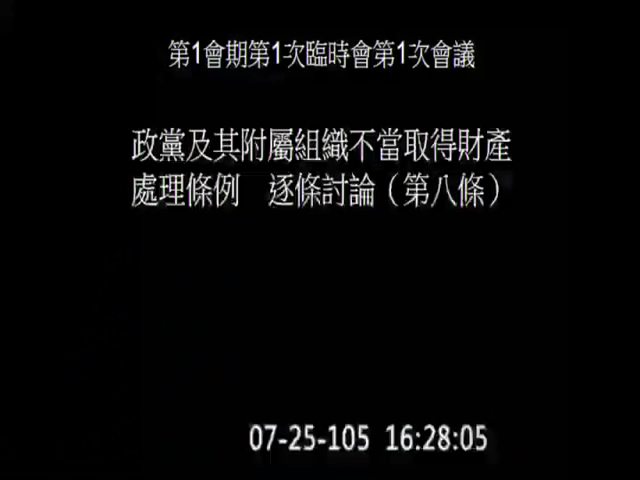 第1會期第1次臨時會第1次會議
政黨及其附屬組織不當取得財產
處理條例　逐條討論（第八條）
07-25-105 16:28:05